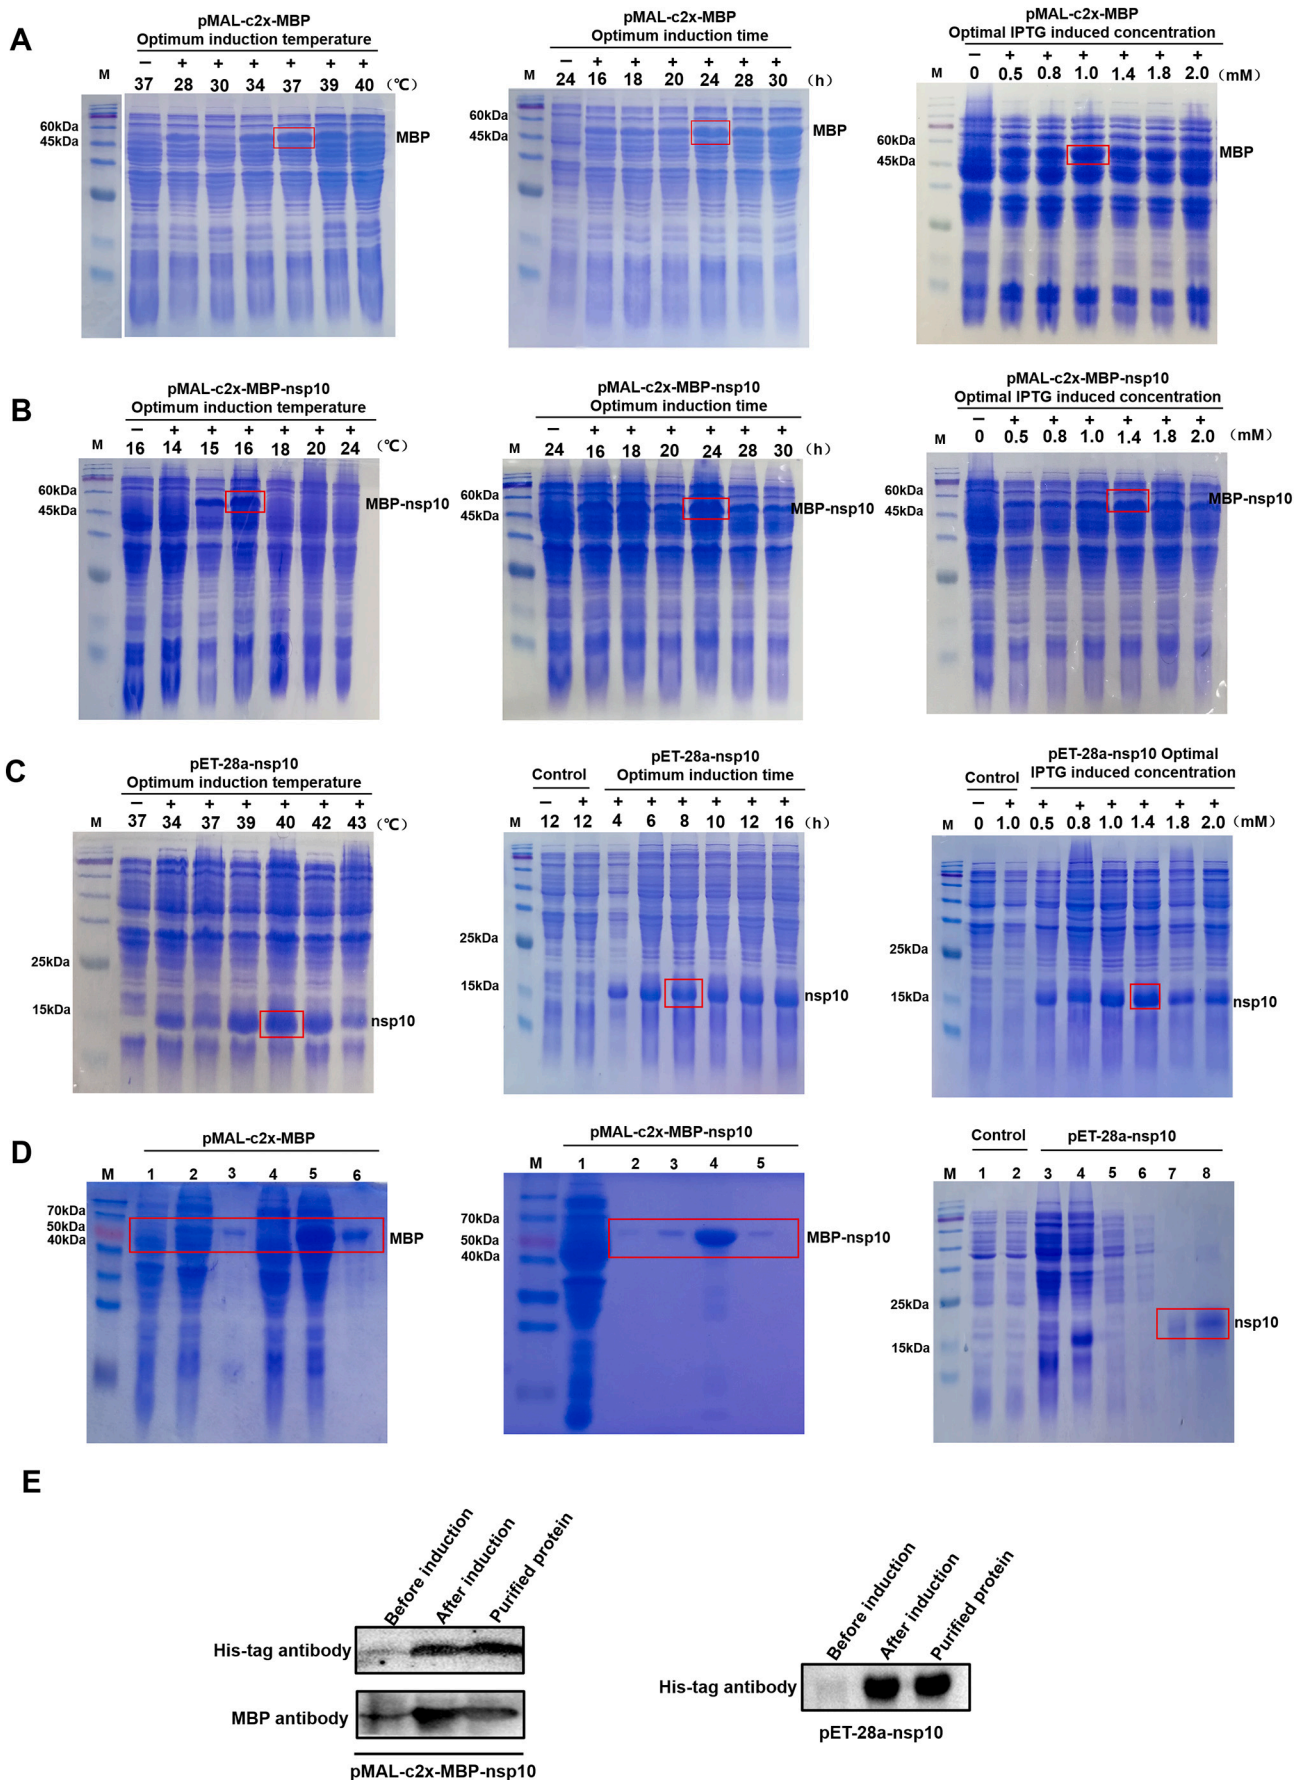 A
pMAL-c2x-MBP
Optimum induction temperature
M − + + + + + +
37 28 30 34 37 39 40 (℃)
60kDa
45kDa
MBP
pMAL-c2x-MBP
Optimum induction time
M − + + + + + +
24 16 18 20 24 28 30 (h)
60kDa
45kDa
MBP
pMAL-c2x-MBP
Optimal IPTG induced concentration
M − + + + + + +
0 0.5 0.8 1.0 1.4 1.8 2.0 (mM)
60kDa
45kDa
MBP
B
pMAL-c2x-MBP-nsp10
Optimum induction temperature
M − + + + + + +
16 14 15 16 18 20 24 (℃)
60kDa
45kDa
MBP-nsp10
pMAL-c2x-MBP-nsp10
Optimum induction time
M − + + + + + +
24 16 18 20 24 28 30 (h)
60kDa
45kDa
MBP-nsp10
pMAL-c2x-MBP-nsp10
Optimal IPTG induced concentration
M − + + + + + +
0 0.5 0.8 1.0 1.4 1.8 2.0 (mM)
60kDa
45kDa
MBP-nsp10
C
pET-28a-nsp10
Optimum induction temperature
− + + + + + +
M 37 34 37 39 40 42 43 (℃)
25kDa
15kDa
nsp10
Control
pET-28a-nsp10
Optimum induction time
− + + + + + + +
M 12 12 4 6 8 10 12 16 (h)
25kDa
15kDa
nsp10
Control
pET-28a-nsp10 Optimal
IPTG induced concentration
− + + + + + + +
M 0 1.0 0.5 0.8 1.0 1.4 1.8 2.0 (mM)
25kDa
15kDa
nsp10
D
pMAL-c2x-MBP
M 1 2 3 4 5 6
70kDa
50kDa
40kDa
MBP
pMAL-c2x-MBP-nsp10
M 1 2 3 4 5
70kDa
50kDa
40kDa
MBP-nsp10
Control pET-28a-nsp10
M 1 2 3 4 5 6 7 8
25kDa
15kDa
nsp10
E
Before induction
After induction
Purified protein
His-tag antibody
MBP antibody
pMAL-c2x-MBP-nsp10
Before induction
After induction
Purified protein
His-tag antibody
pET-28a-nsp10